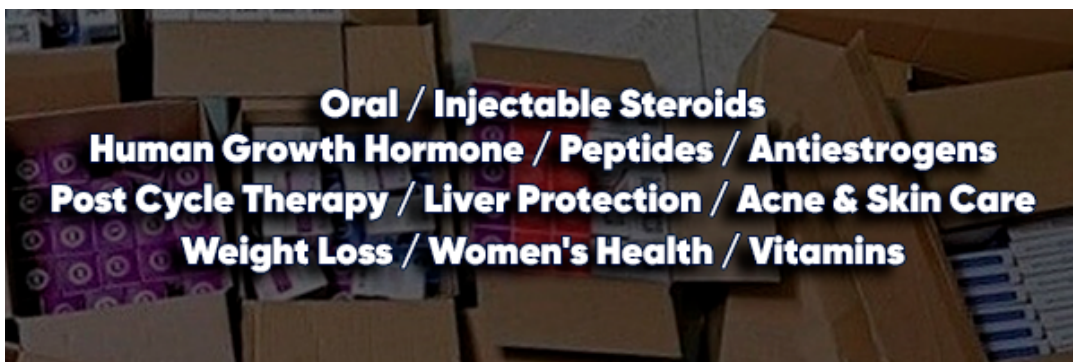 Oral / Injectable Steroids
Human Growth Hormone / Peptides / Antiestrogens
Post Cycle Therapy / Liver Protection / Acne & Skin Care
Weight Loss / Women's Health / Vitamins